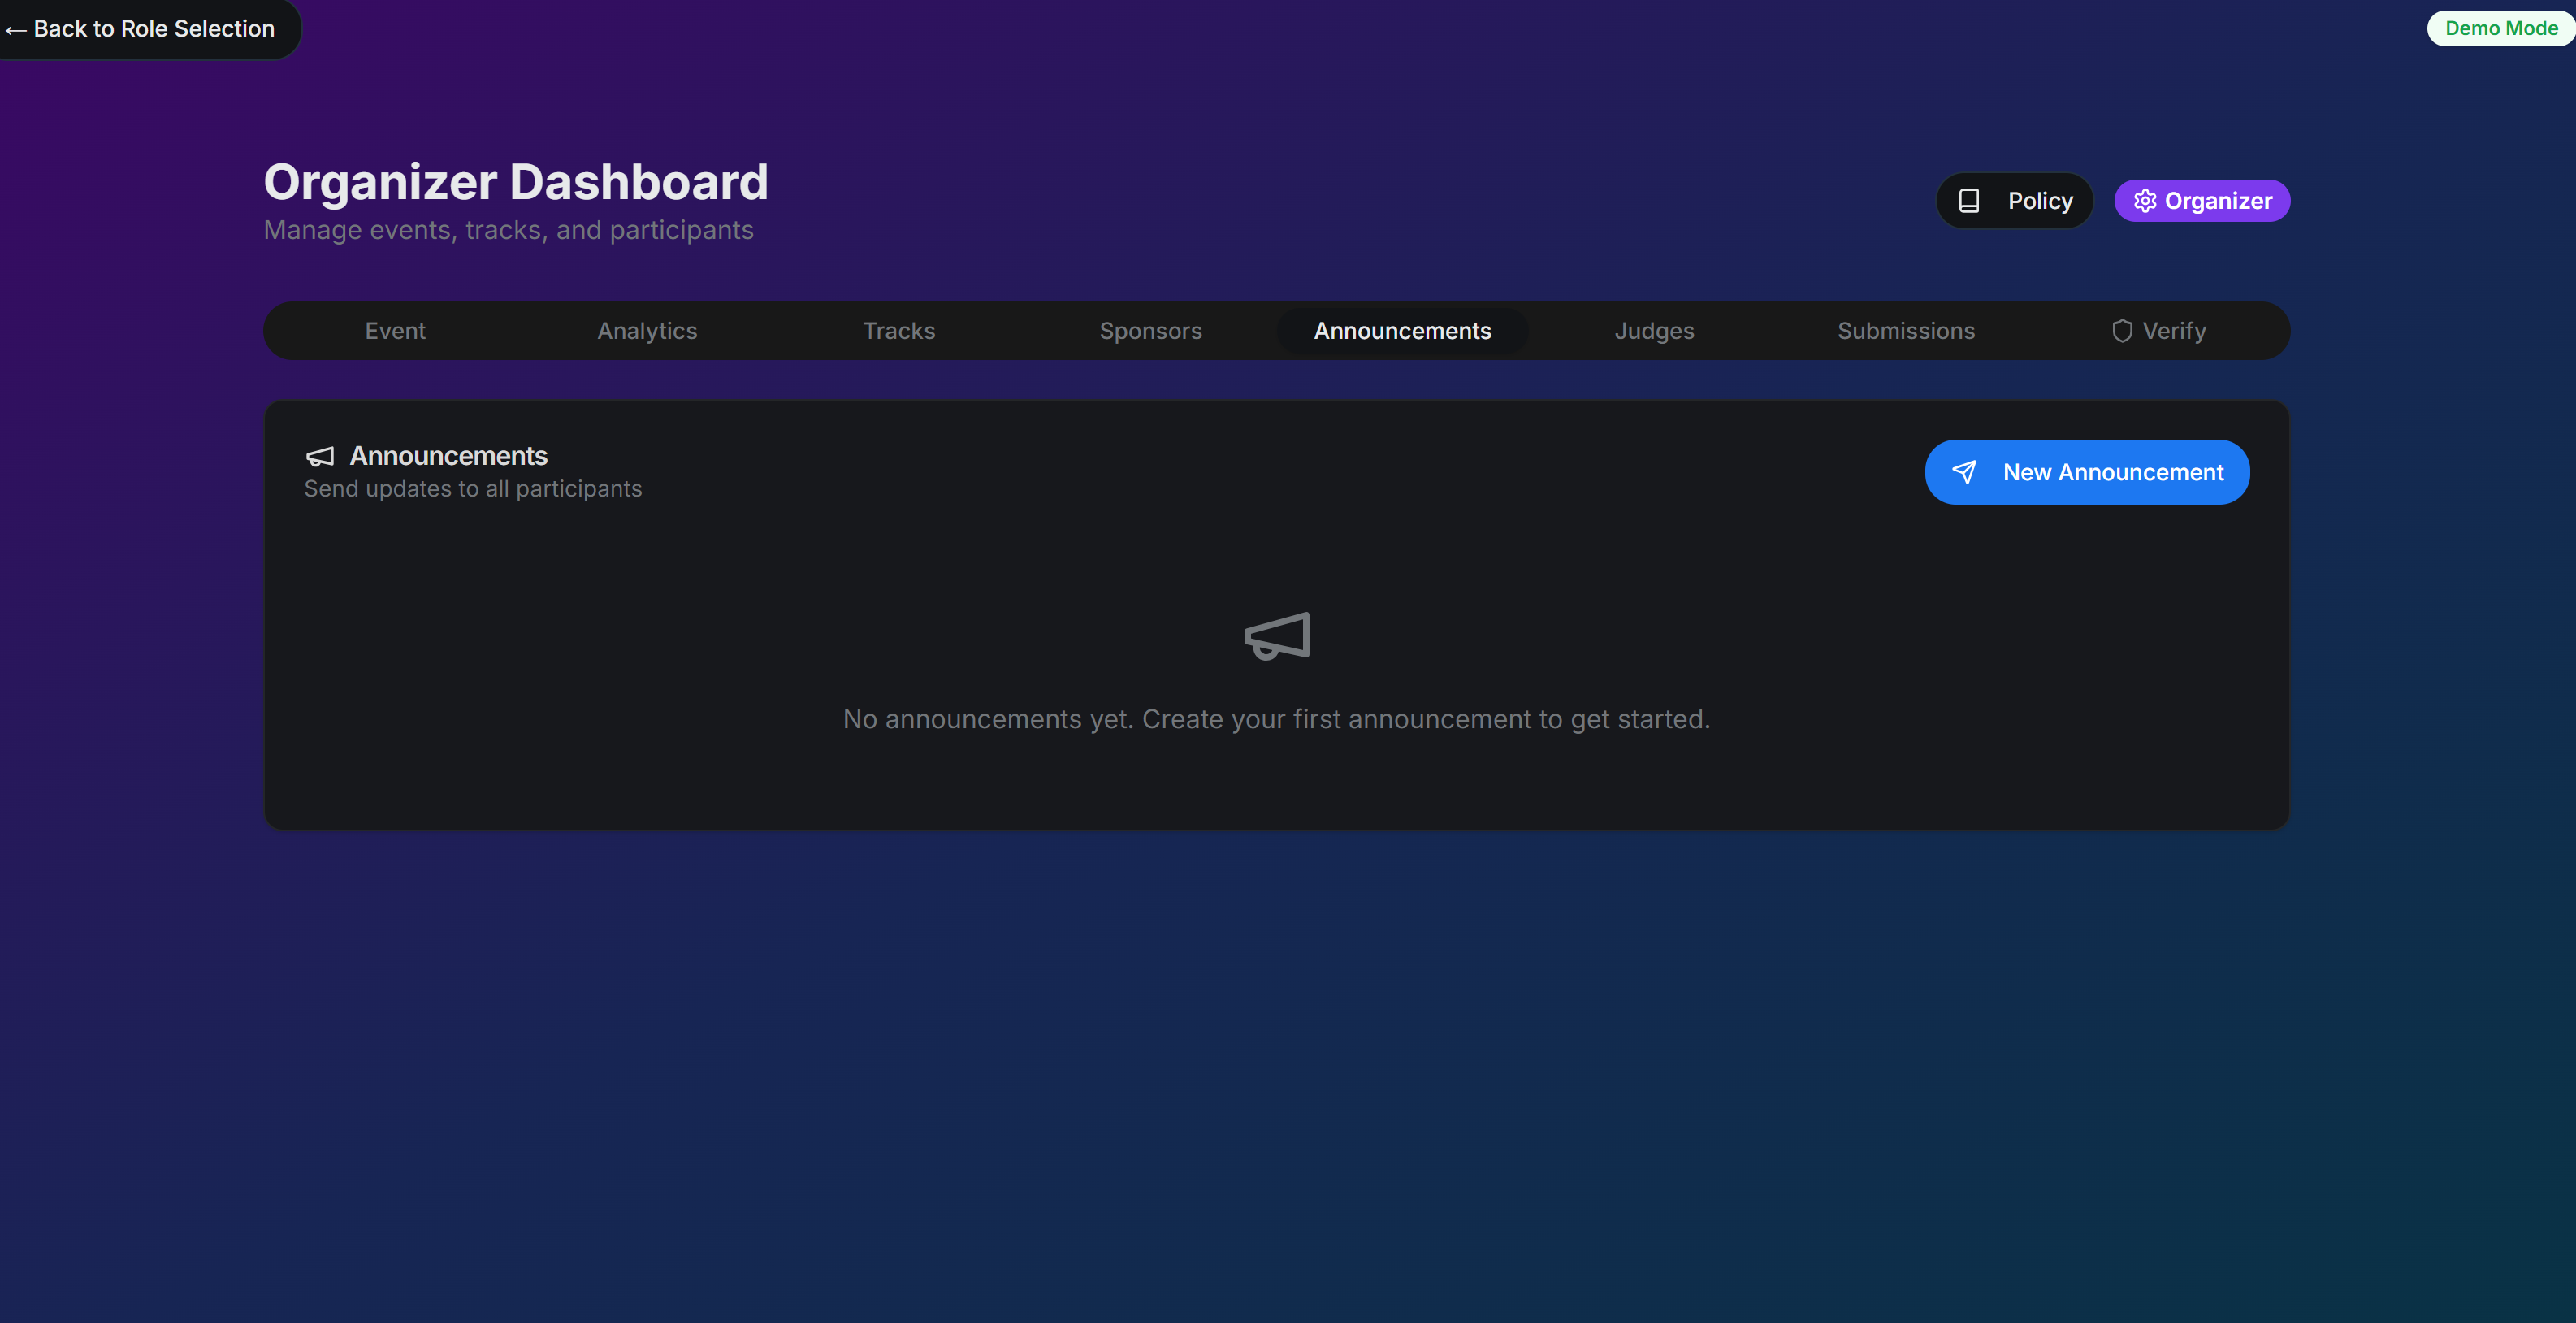 ← Back to Role Selection
Demo Mode
Organizer Dashboard
Manage events, tracks, and participants
Policy
Organizer
Event
Analytics
Tracks
Sponsors
Announcements
Judges
Submissions
Verify
Announcements
Send updates to all participants
New Announcement
No announcements yet. Create your first announcement to get started.